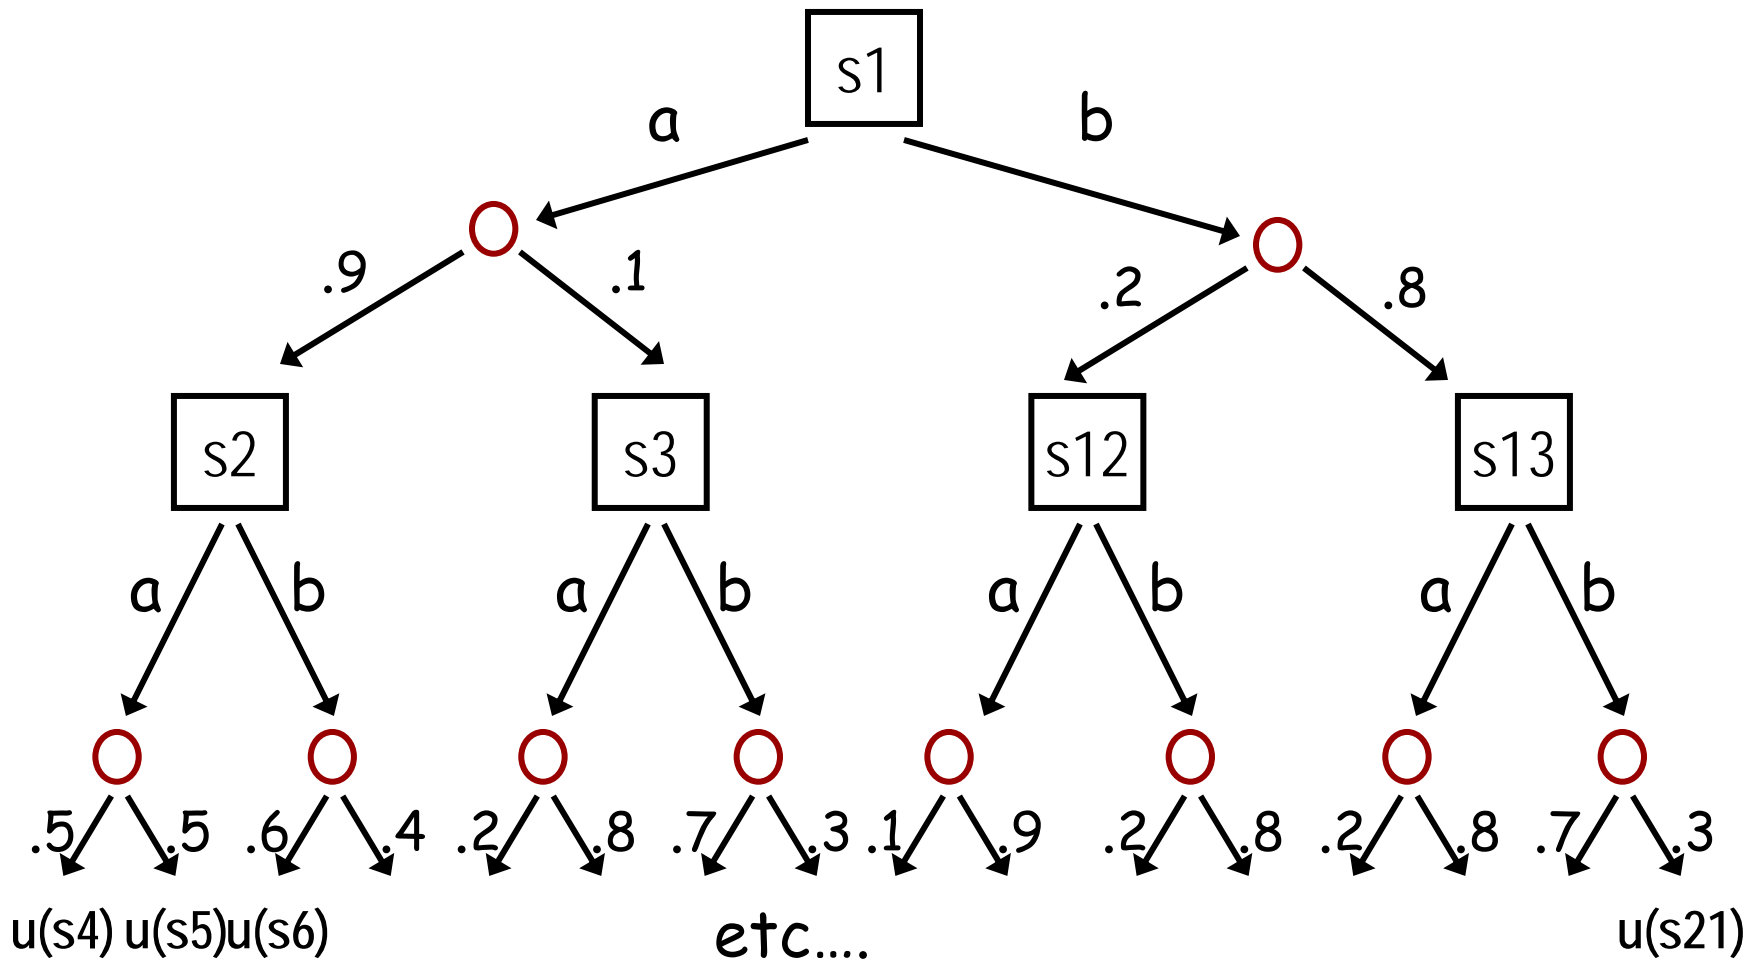 s1
a b
.9 .1 .2 .8
s2 s3 s12 s13
a b a b a b a b
.5 .5 .6 .4 .2 .8 .7 .3 .1 .9 .2 .8 .2 .8 .7 .3
u(s4) u(s5)u(s6) etc.... u(s21)